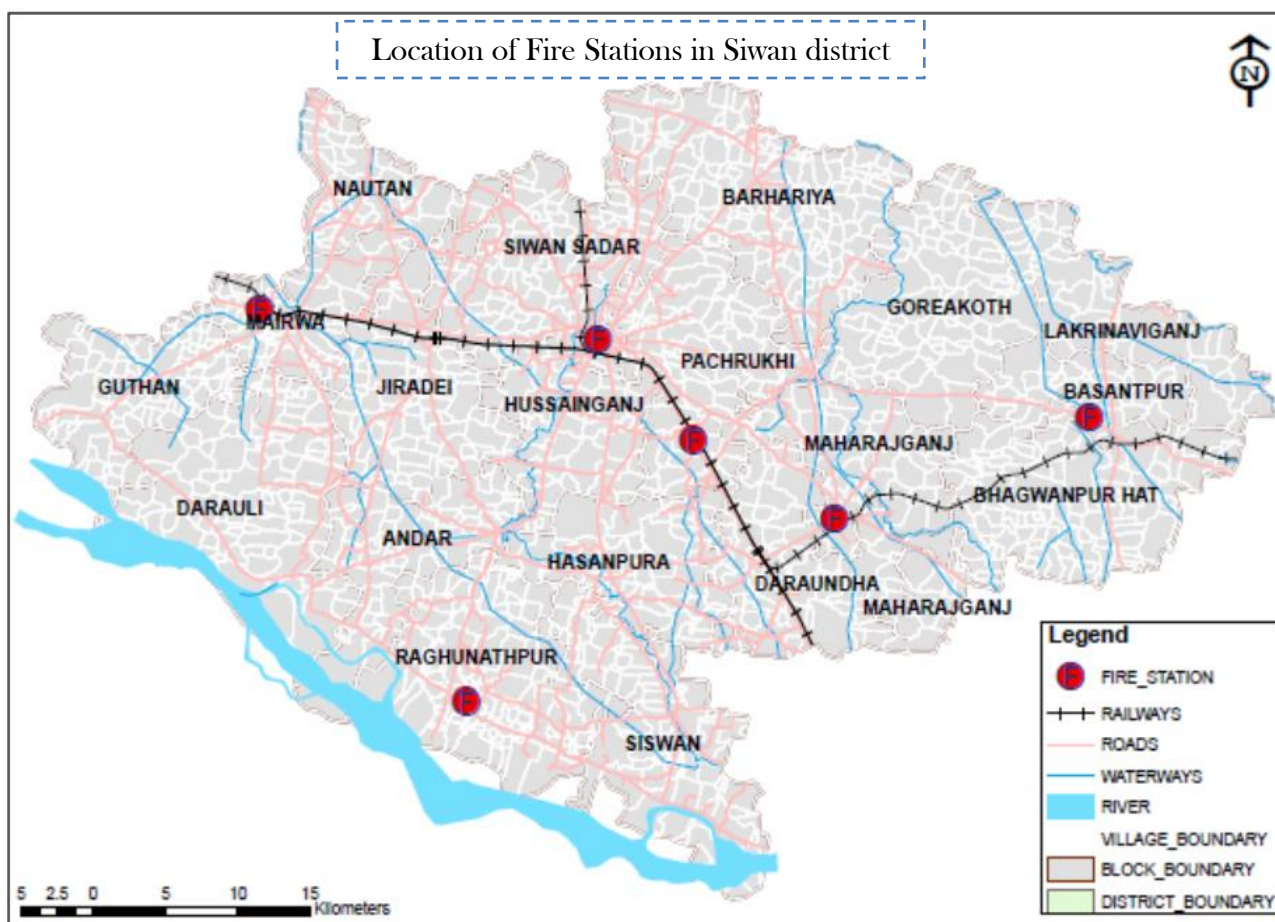 Location of Fire Stations in Siwan district
N
NAUTAN
BARHARIYA
SIWAN SADAR
GOREAKOTH
MAIRWA
LAKRINAVIGANJ
PACHRUKHI
GUTHAN
JIRADEI
BASANTPUR
HUSSAINGANJ
MAHARAJGANJ
BHAGWANPUR HAT
DARAULI
ANDAR
HASANPURA
DARAUNDHA
MAHARAJGANJ
RAGHUNATHPUR
SISWAN
F
F
F
F
F
F
Legend
F FIRE_STATION
RAILWAYS
ROADS
WATERWAYS
RIVER
VILLAGE_BOUNDARY
BLOCK_BOUNDARY
DISTRICT_BOUNDARY
5 2.5 0 5 10 15
Kilometers